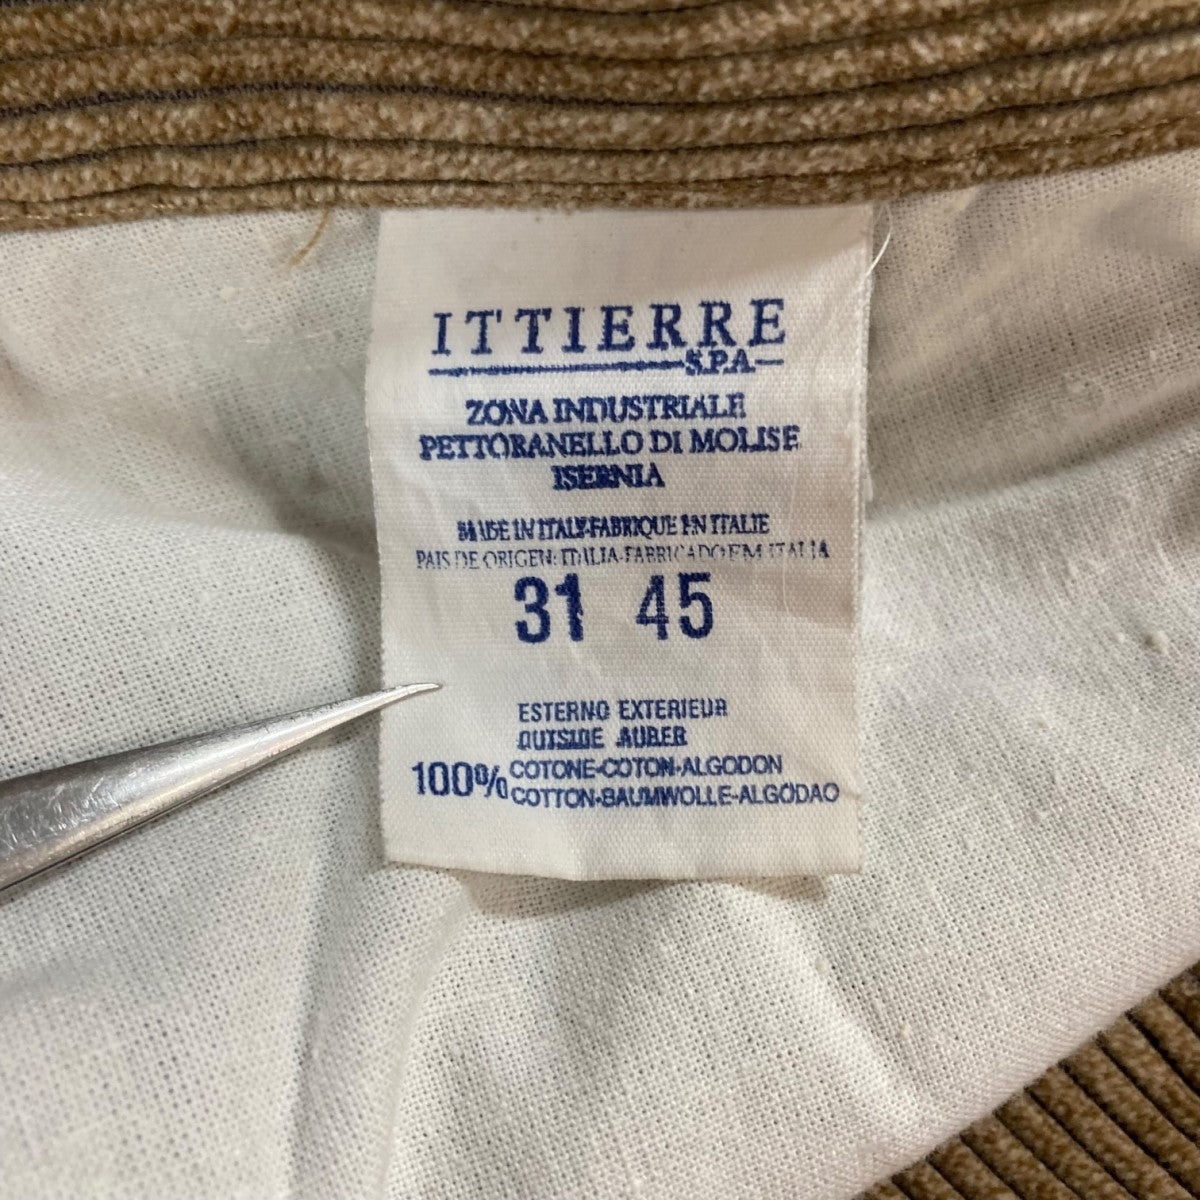 ITTIERRE
S.P.A.
ZONA INDUSTRIALE
PETTORANELLO DI MOLISE
ISERNIA
MADE IN ITALY-FABRIQUE EN ITALIE
PAIS DE ORIGEN: ITALIA-FABRICADO EM ITALIA
31 45
ESTERNO EXTERIEUR
OUTSIDE AUBER
100% COTONE-COTON-ALGODON
COTTON-BAUMWOLLE-ALGODAO